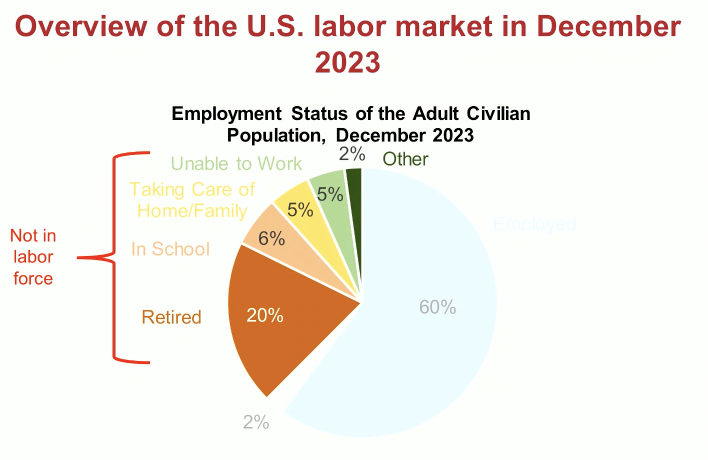 Overview of the U.S. labor market in December
2023
Employment Status of the Adult Civilian
Population, December 2023
2%
Other
Unable to Work
5%
Taking Care of
Home/Family
5%
Employed
Not in
labor
force
In School
6%
Retired
20%
60%
2%